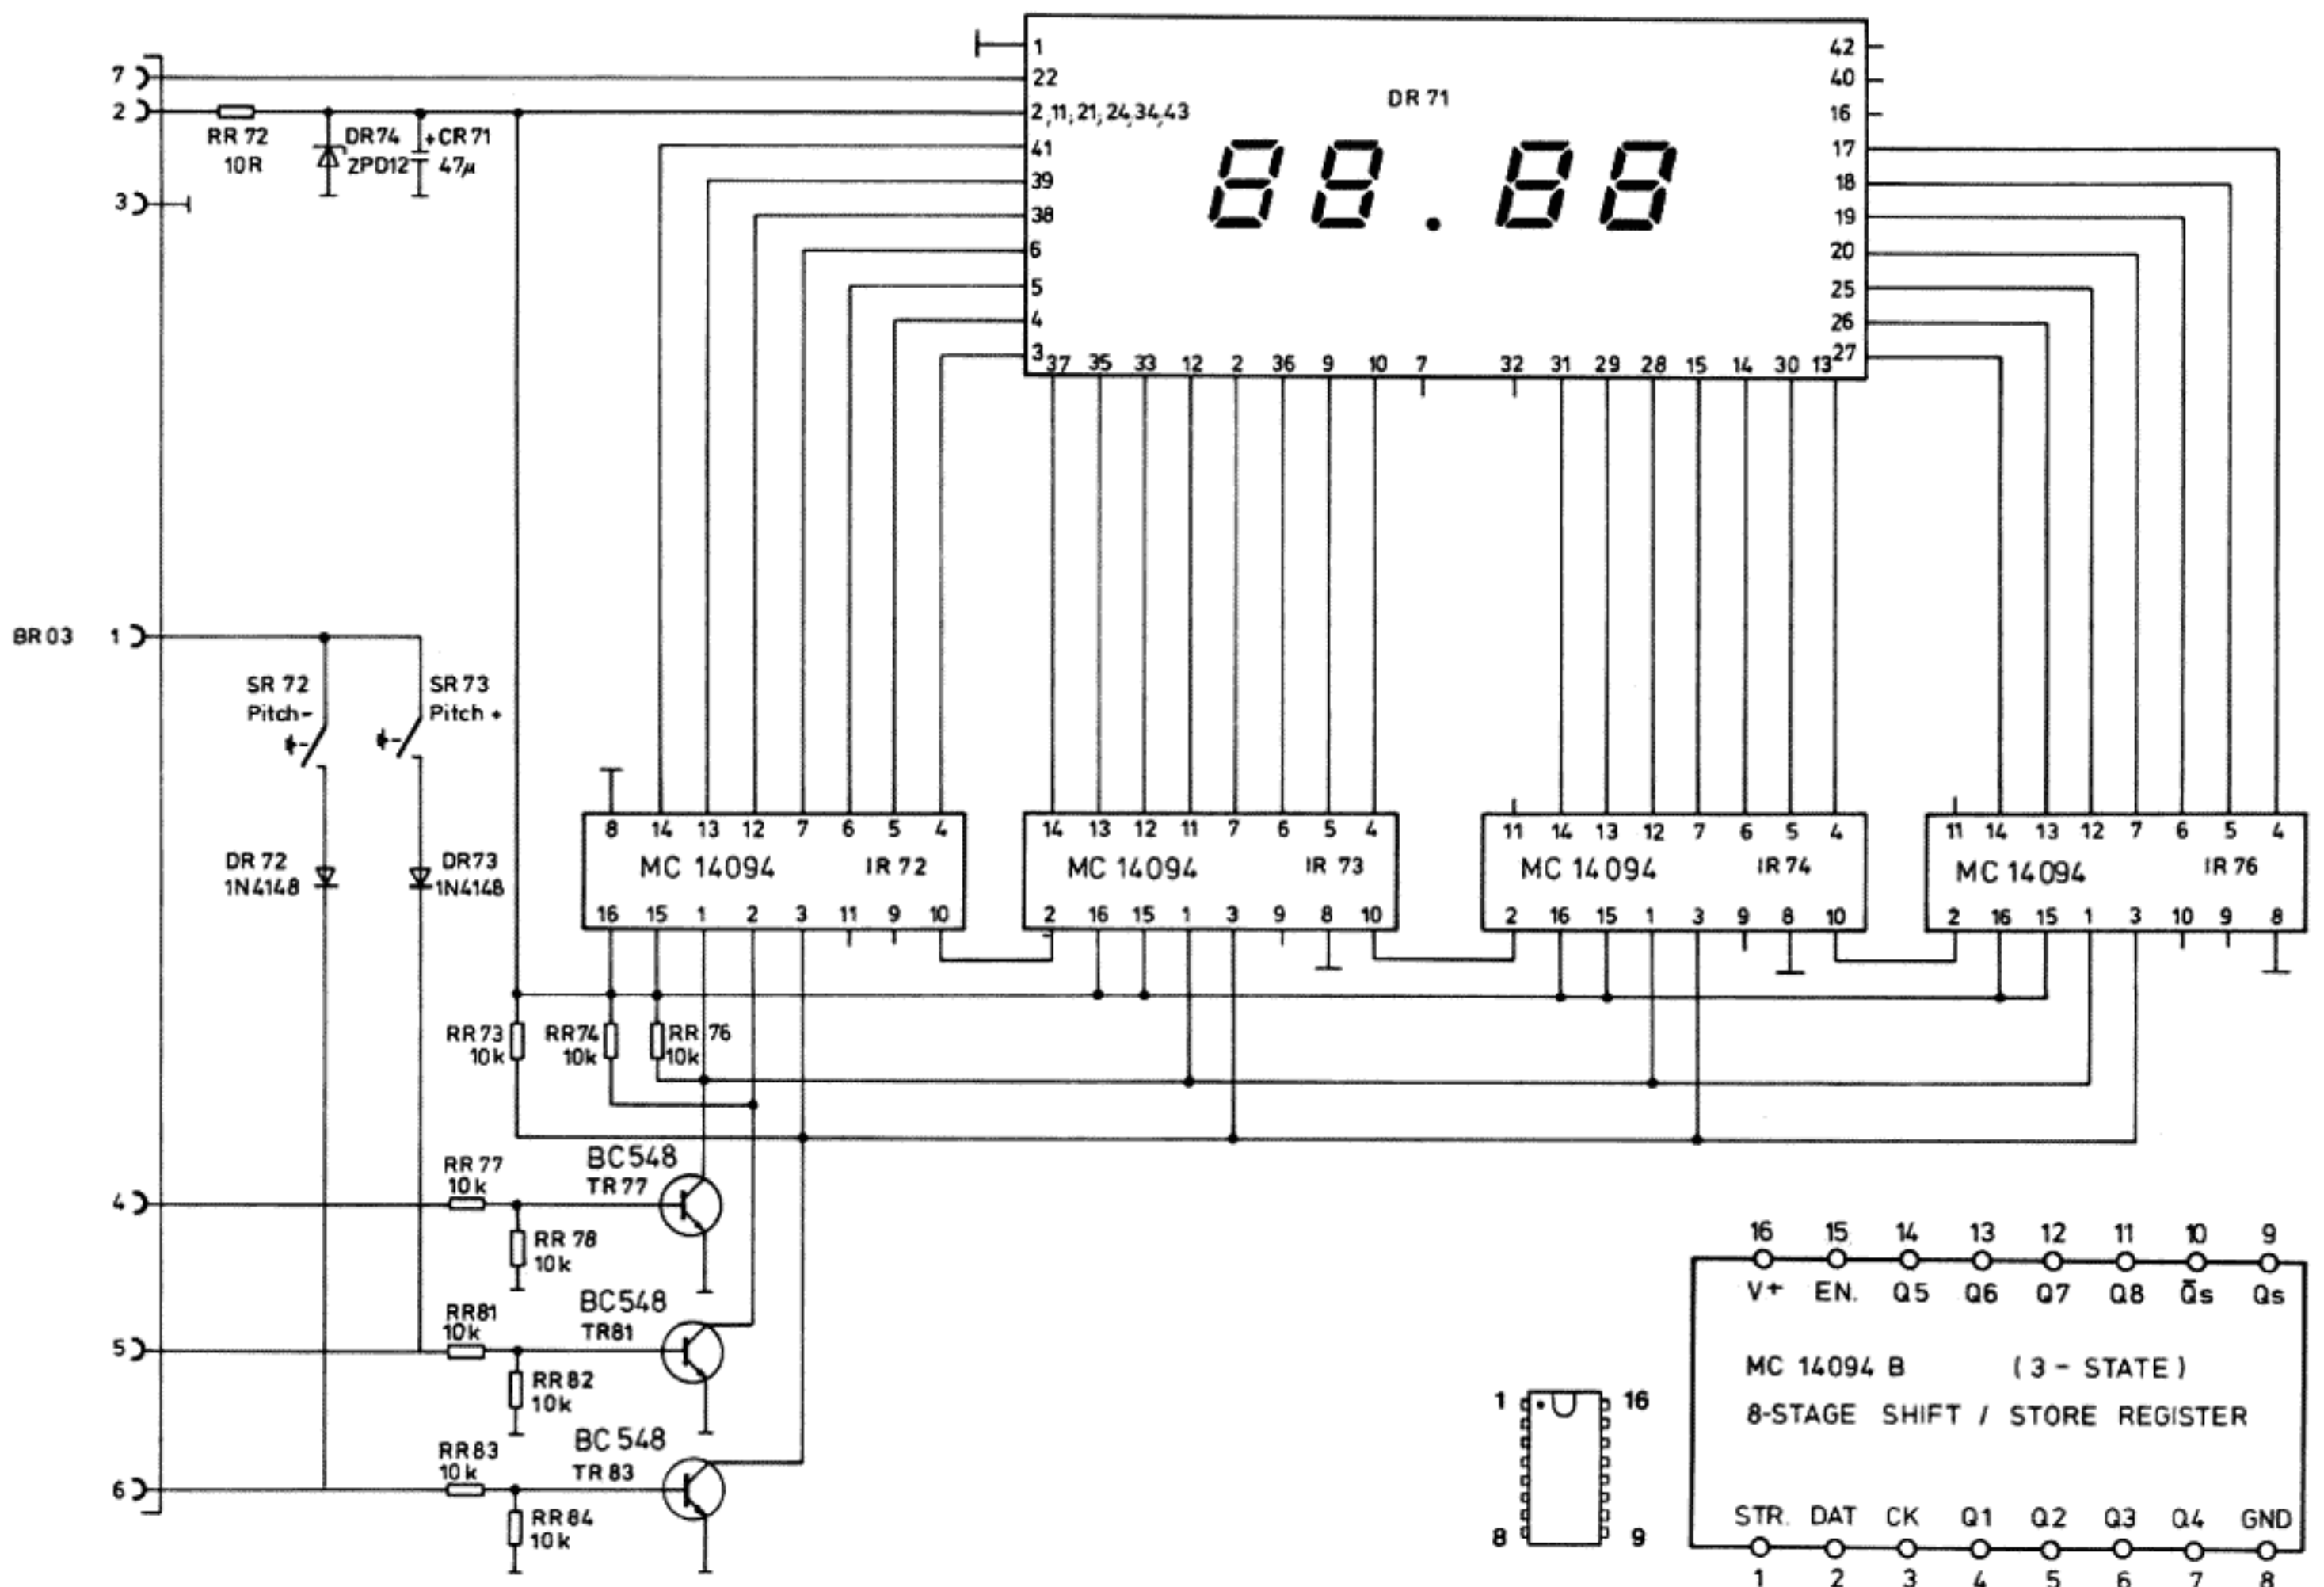 1
42
7
22
40
DR 71
2
2,11,21,24,34,43
16
RR 72
10R
DR74
ZPD12
+CR71
47µ
41
17
39
18
3
38
19
6
20
5
25
4
26
3
27
37 35 33 12 2 36 9 10 7 32 31 29 28 15 14 30 13
BR03 1
SR 72
Pitch-
SR 73
Pitch +
8 14 13 12 7 6 5 4
MC 14094 IR 72
16 15 1 2 3 11 9 10
14 13 12 11 7 6 5 4
MC 14094 IR 73
2 16 15 1 3 9 8 10
11 14 13 12 7 6 5 4
MC 14094 IR74
2 16 15 1 3 9 8 10
11 14 13 12 7 6 5 4
MC 14094 IR 76
2 16 15 1 3 10 9 8
DR 72
1N4148
DR73
1N4148
RR73
10k
RR74
10k
RR 76
10k
4
RR 77
10k
BC548
TR77
RR 78
10k
5
RR81
10k
BC548
TR81
RR 82
10k
6
RR83
10k
BC548
TR 83
RR 84
10k
1 16
8 9
16 15 14 13 12 11 10 9
V+ EN. Q5 Q6 Q7 Q8 Q̄s Qs
MC 14094 B (3 - STATE)
8-STAGE SHIFT / STORE REGISTER
STR. DAT CK Q1 Q2 Q3 Q4 GND
1 2 3 4 5 6 7 8